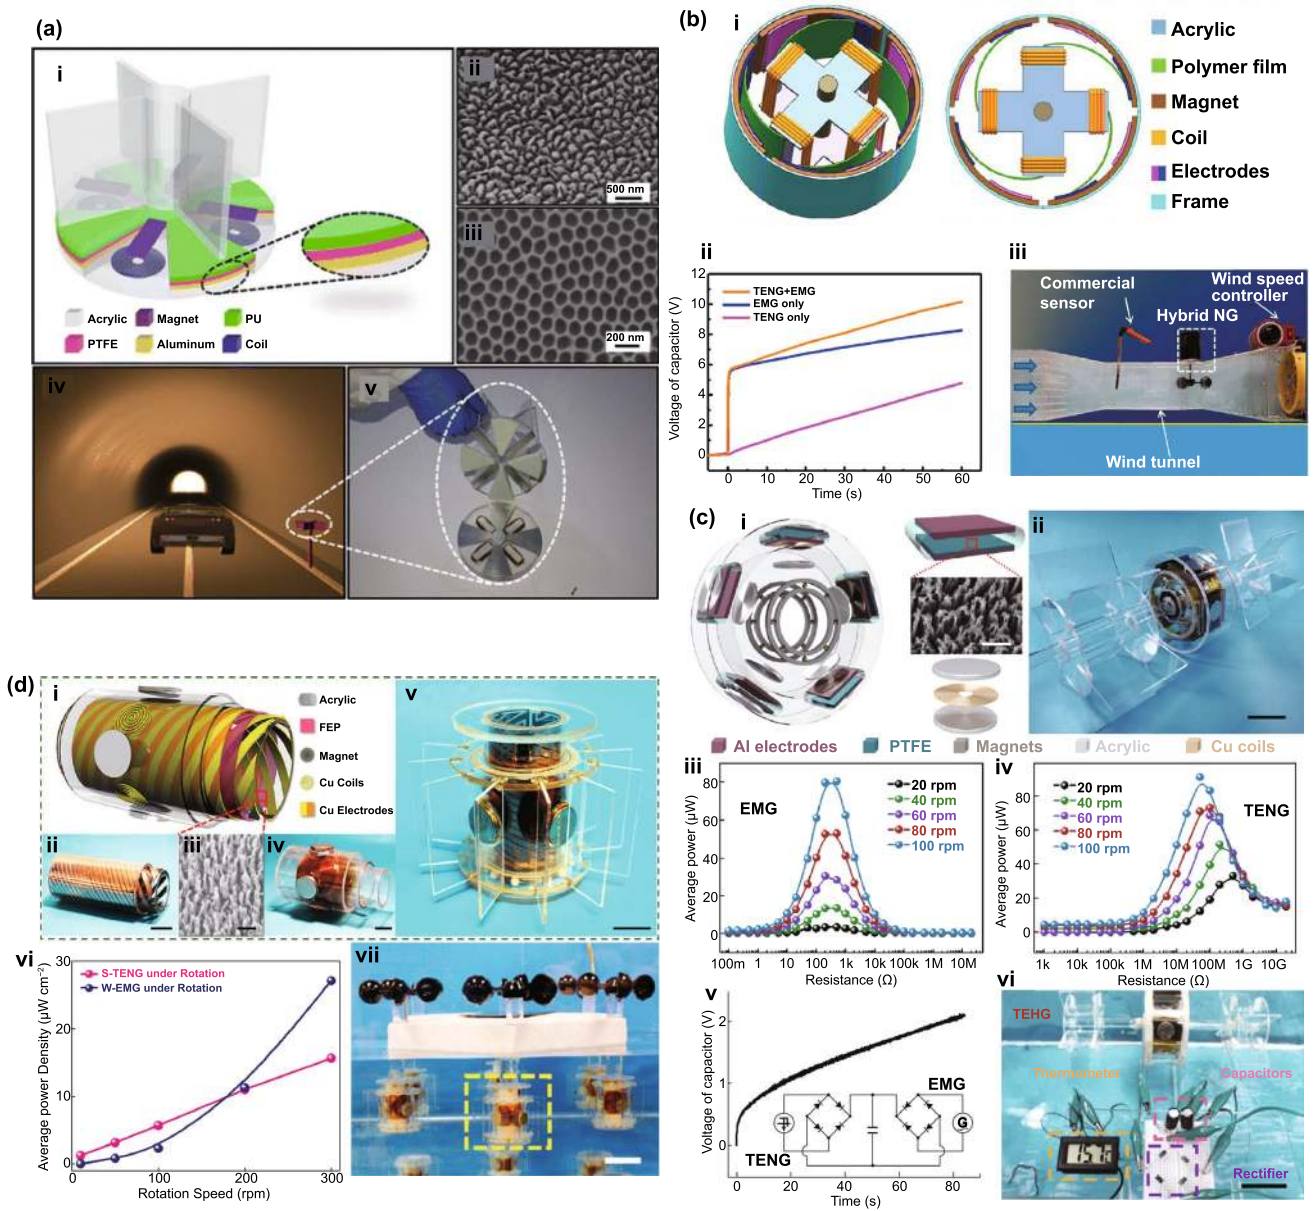 (a)
i
Acrylic
Magnet
PU
PTFE
Aluminum
Coil
ii
500 nm
iii
200 nm
iv
v
(b)
i
Acrylic
Polymer film
Magnet
Coil
Electrodes
Frame
ii
12
10
8
6
4
2
0
Voltage of capacitor (V)
TENG+EMG
EMG only
TENG only
0
10
20
30
40
50
60
Time (s)
iii
Commercial
sensor
Hybrid NG
Wind speed
controller
Wind tunnel
(c)
i
ii
Al electrodes
PTFE
Magnets
Acrylic
Cu coils
iii
80
60
40
20
0
Average power (μW)
EMG
20 rpm
40 rpm
60 rpm
80 rpm
100 rpm
100m
1
10
100
1k
10k
100k
1M
10M
Resistance (Ω)
iv
100
80
60
40
20
0
Average power (μW)
20 rpm
40 rpm
60 rpm
80 rpm
100 rpm
TENG
1k
10k
100k
1M
10M
100M
1G
10G
Resistance (Ω)
v
2
1
0
Voltage of capacitor (V)
TENG
EMG
G
0
20
40
60
80
Time (s)
vi
TEHG
Thermometer
Capacitors
Rectifier
(d)
i
Acrylic
FEP
Magnet
Cu Coils
Cu Electrodes
ii
iii
iv
v
vi
30
20
10
0
Average power Density (μW cm⁻²)
S-TENG under Rotation
W-EMG under Rotation
0
100
200
300
Rotation Speed (rpm)
vii